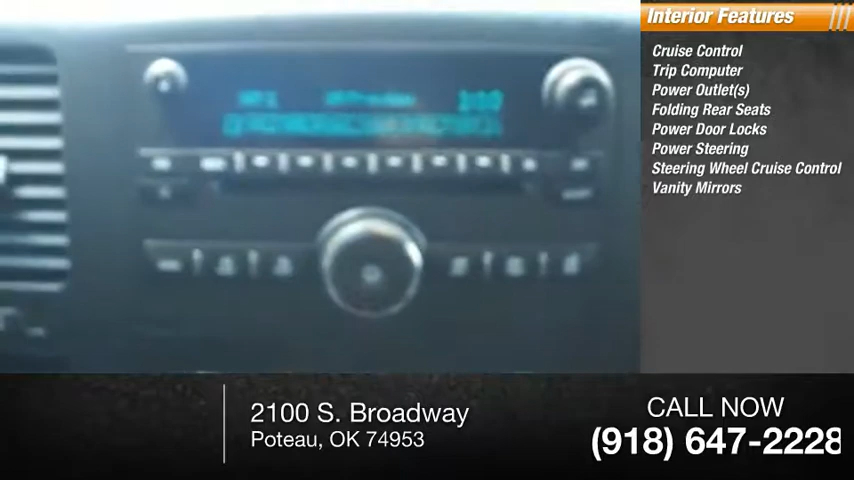 Interior Features
Cruise Control
Trip Computer
Power Outlet(s)
Folding Rear Seats
Power Door Locks
Power Steering
Steering Wheel Cruise Control
Vanity Mirrors
2100 S. Broadway
Poteau, OK 74953
CALL NOW
(918) 647-2228